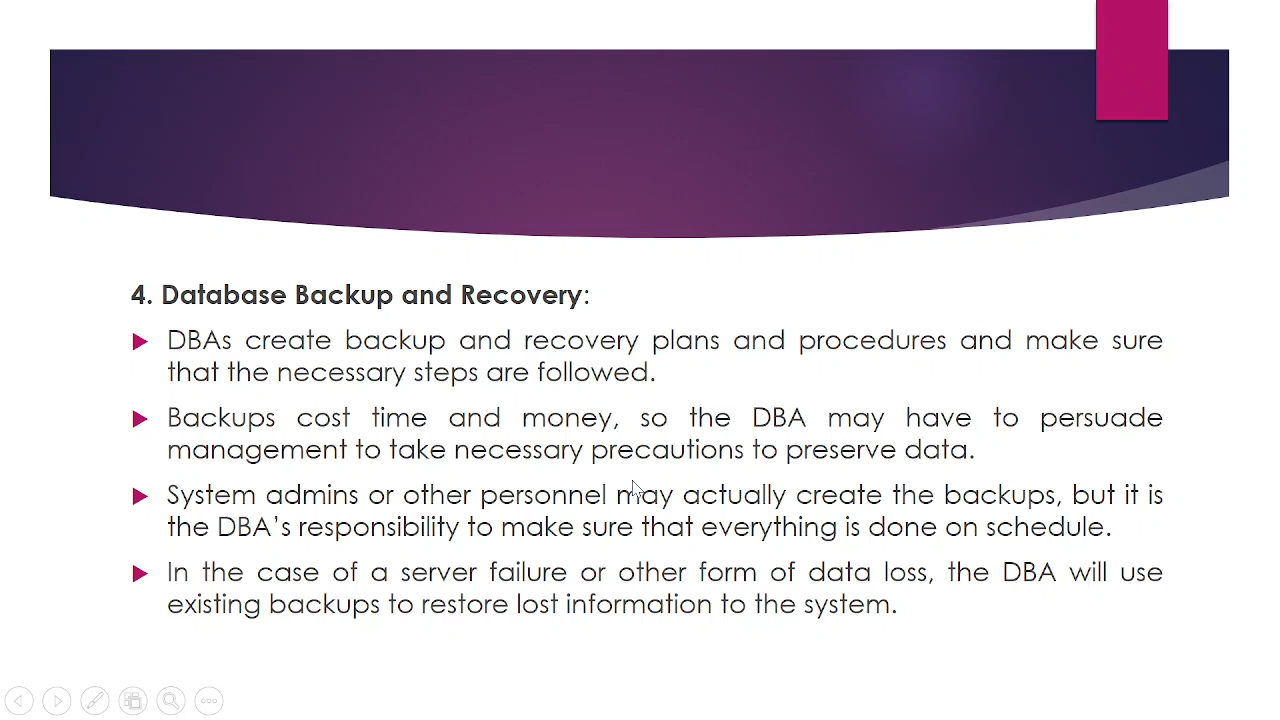 4. Database Backup and Recovery:
DBAs create backup and recovery plans and procedures and make sure
that the necessary steps are followed.
Backups cost time and money, so the DBA may have to persuade
management to take necessary precautions to preserve data.
System admins or other personnel may actually create the backups, but it is
the DBA’s responsibility to make sure that everything is done on schedule.
In the case of a server failure or other form of data loss, the DBA will use
existing backups to restore lost information to the system.